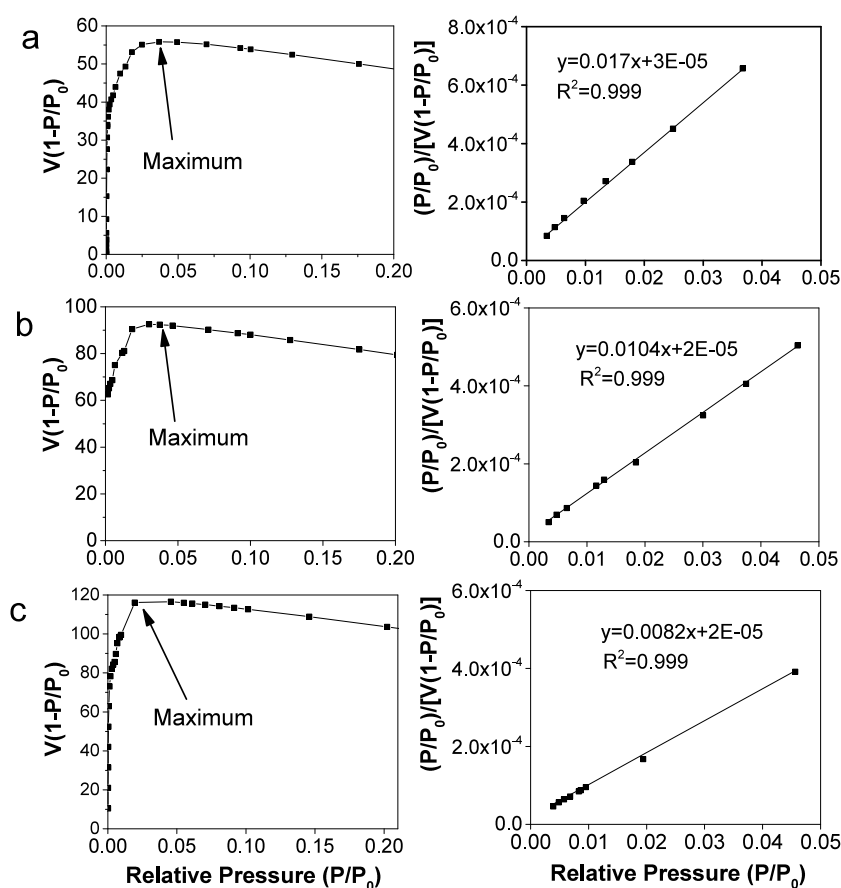 a
60
50
40
30
20
10
0
V(1-P/P₀)
Maximum
0.00 0.05 0.10 0.15 0.20
8.0x10⁻⁴
6.0x10⁻⁴
4.0x10⁻⁴
2.0x10⁻⁴
0.0
(P/P₀)/[V(1-P/P₀)]
y=0.017x+3E-05
R²=0.999
0.00 0.01 0.02 0.03 0.04 0.05
b
100
80
60
40
20
0
V(1-P/P₀)
Maximum
0.00 0.05 0.10 0.15 0.20
6.0x10⁻⁴
4.0x10⁻⁴
2.0x10⁻⁴
0.0
(P/P₀)/[V(1-P/P₀)]
y=0.0104x+2E-05
R²=0.999
0.00 0.01 0.02 0.03 0.04 0.05
c
120
100
80
60
40
20
0
V(1-P/P₀)
Maximum
0.00 0.05 0.10 0.15 0.20
Relative Pressure (P/P₀)
6.0x10⁻⁴
4.0x10⁻⁴
2.0x10⁻⁴
0.0
(P/P₀)/[V(1-P/P₀)]
y=0.0082x+2E-05
R²=0.999
0.00 0.01 0.02 0.03 0.04 0.05
Relative Pressure (P/P₀)